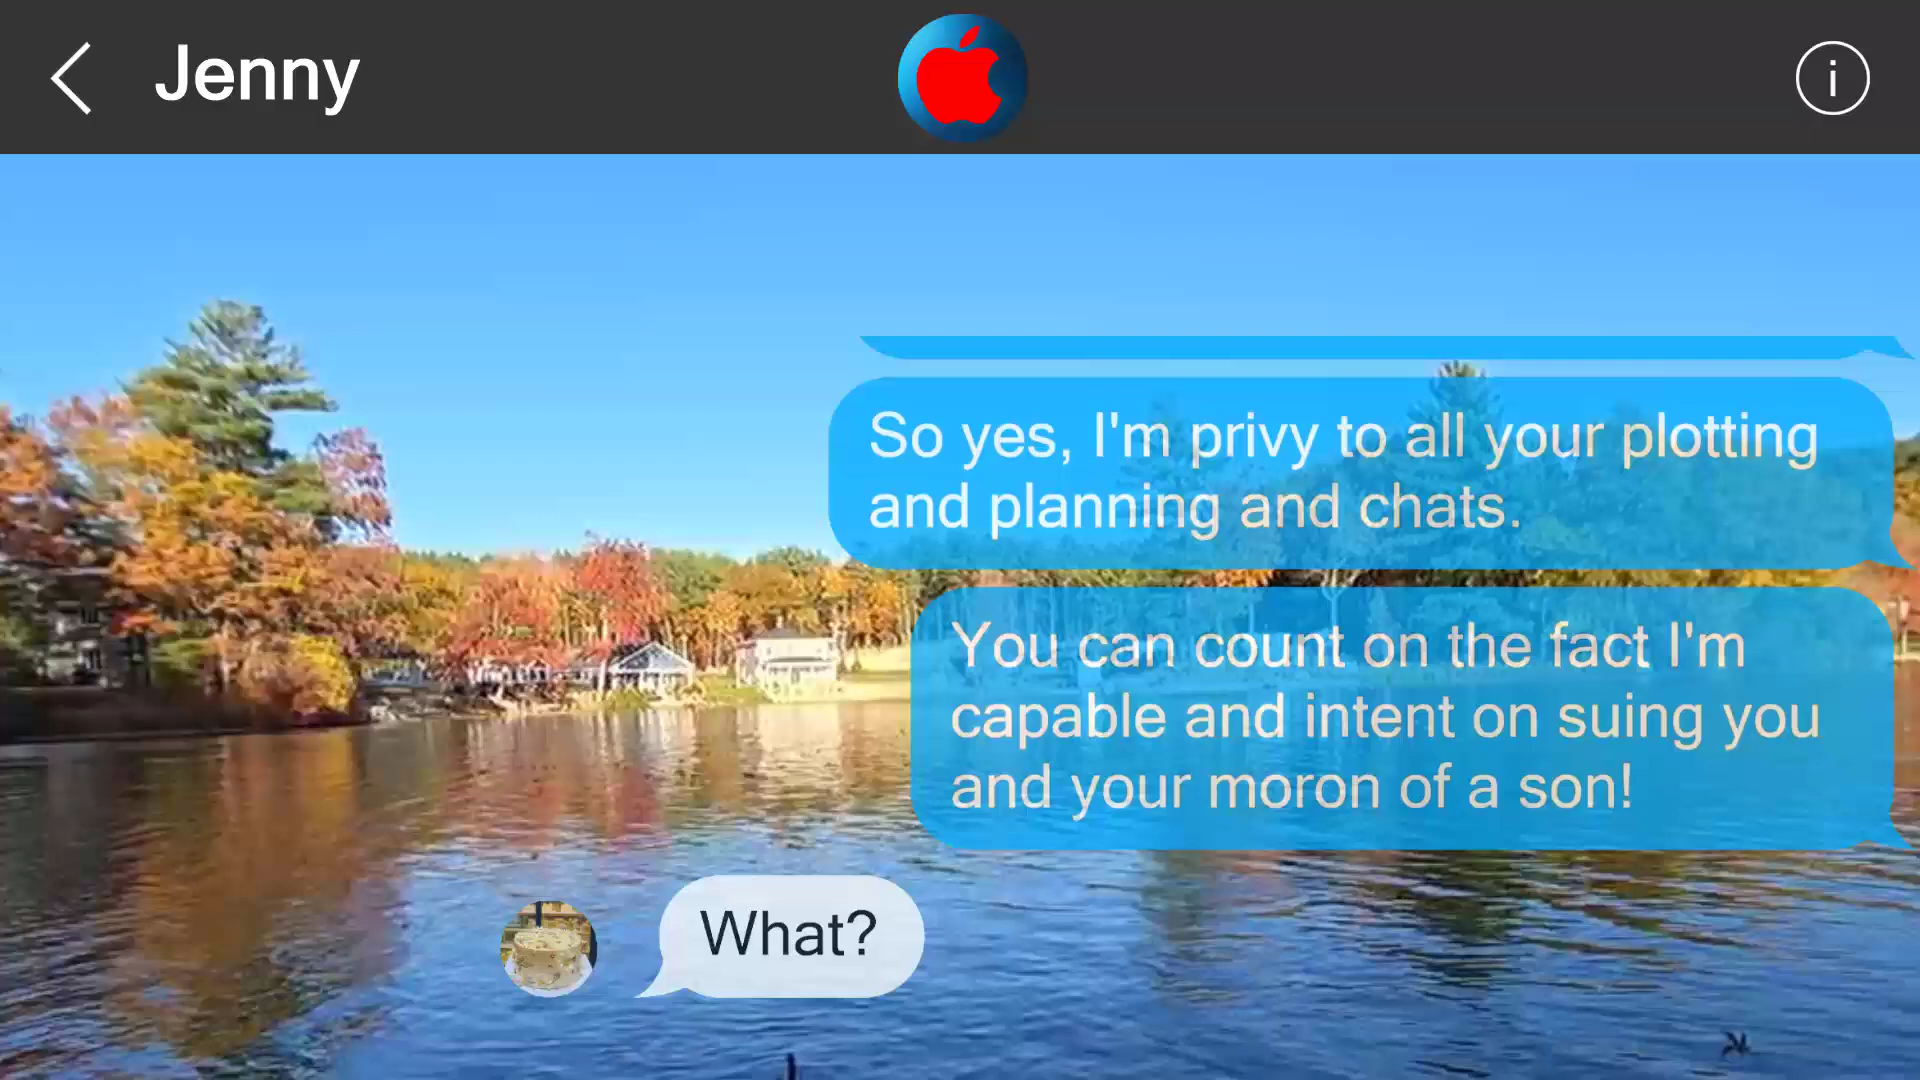 Jenny
i
So yes, I'm privy to all your plotting
and planning and chats.
You can count on the fact I'm
capable and intent on suing you
and your moron of a son!
What?